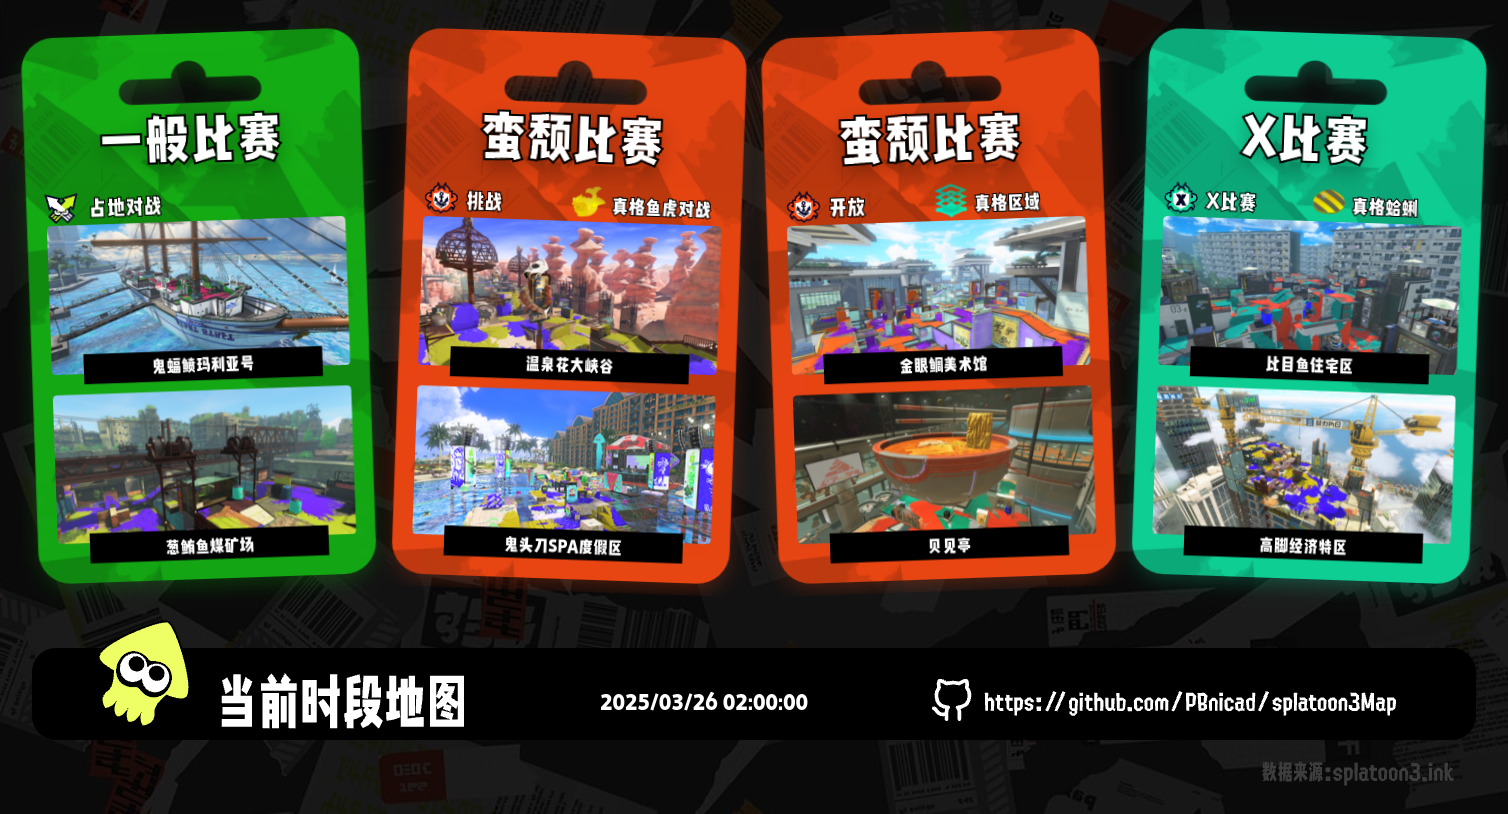 一般比赛
占地对战
鬼蝠鲼玛利亚号
葱鲔鱼煤矿场
蛮颓比赛
挑战
真格鱼虎对战
温泉花大峡谷
鬼头刀SPA度假区
蛮颓比赛
开放
真格区域
金眼鲷美术馆
贝见亭
X比赛
X比赛
真格蛤蜊
比目鱼住宅区
高脚经济特区
当前时段地图
2025/03/26 02:00:00
https://github.com/PBnicad/splatoon3Map
数据来源:splatoon3.ink